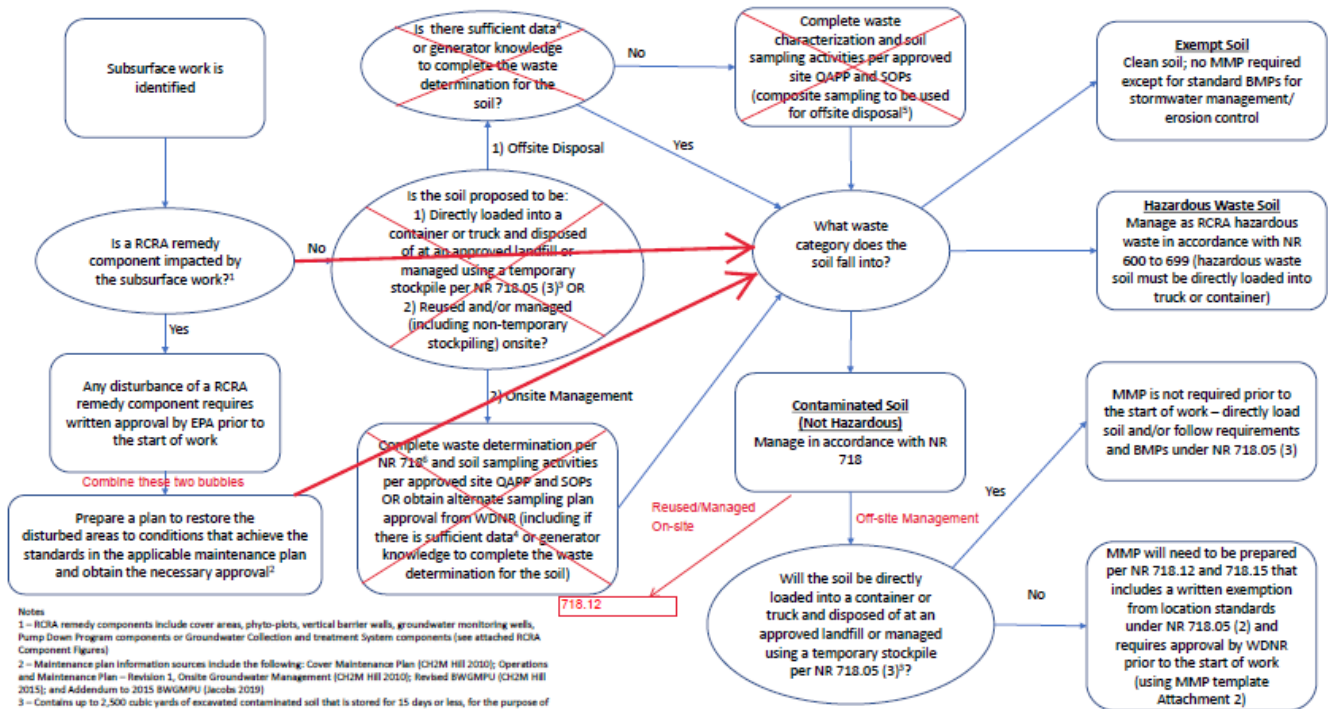 Subsurface work is
identified
Is a RCRA remedy
component impacted by
the subsurface work?¹
No
Yes
Any disturbance of a RCRA
remedy component requires
written approval by EPA prior to
the start of work
Combine these two bubbles
Prepare a plan to restore the
disturbed areas to conditions that achieve the
standards in the applicable maintenance plan
and obtain the necessary approval²
Is there sufficient data⁴
or generator knowledge
to complete the waste
determination for the
soil?
No
Yes
1) Offsite Disposal
Is the soil proposed to be:
1) Directly loaded into a
container or truck and disposed
of at an approved landfill or
managed using a temporary
stockpile per NR 718.05 (3)³ OR
2) Reused and/or managed
(including non-temporary
stockpiling) onsite?
2) Onsite Management
Complete waste determination per
NR 718⁶ and soil sampling activities
per approved site QAPP and SOPs
OR obtain alternate sampling plan
approval from WDNR (including if
there is sufficient data⁴ or generator
knowledge to complete the waste
determination for the soil)
Complete waste
characterization and soil
sampling activities per approved
site QAPP and SOPs
(composite sampling to be used
for offsite disposal⁵)
What waste
category does the
soil fall into?
Exempt Soil
Clean soil; no MMP required
except for standard BMPs for
stormwater management/
erosion control
Hazardous Waste Soil
Manage as RCRA hazardous
waste in accordance with NR
600 to 699 (hazardous waste
soil must be directly loaded into
truck or container)
Contaminated Soil
(Not Hazardous)
Manage in accordance with NR
718
Reused/Managed
On-site
718.12
Off-site Management
Will the soil be directly
loaded into a container or
truck and disposed of at an
approved landfill or managed
using a temporary stockpile
per NR 718.05 (3)³?
Yes
No
MMP is not required prior to
the start of work – directly load
soil and/or follow requirements
and BMPs under NR 718.05 (3)
MMP will need to be prepared
per NR 718.12 and 718.15 that
includes a written exemption
from location standards
under NR 718.05 (2) and
requires approval by WDNR
prior to the start of work
(using MMP template
Attachment 2)
Notes
1 – RCRA remedy components include cover areas, phyto-plots, vertical barrier walls, groundwater monitoring wells,
Pump Down Program components or Groundwater Collection and treatment System components (see attached RCRA
Component Figures)
2 – Maintenance plan information sources include the following: Cover Maintenance Plan (CH2M Hill 2010); Operations
and Maintenance Plan – Revision 1, Onsite Groundwater Management (CH2M Hill 2010); Revised BWGMPU (CH2M Hill
2015); and Addendum to 2015 BWGMPU (Jacobs 2019)
3 – Contains up to 2,500 cubic yards of excavated contaminated soil that is stored for 15 days or less, for the purpose of